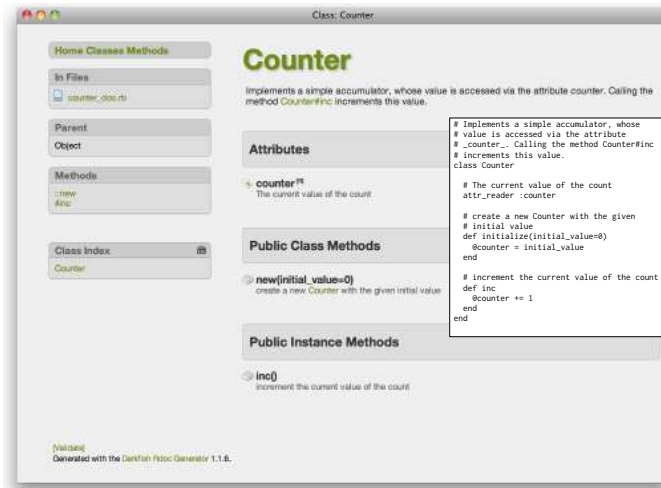 Class: Counter
Home Classes Methods
In Files
counter_doc.rb
Parent
Object
Methods
::new
#inc
Class Index
Counter
Counter
Implements a simple accumulator, whose value is accessed via the attribute counter. Calling the
method Counter#inc increments this value.
Attributes
counter [R]
The current value of the count
Public Class Methods
new(initial_value=0)
create a new Counter with the given initial value
Public Instance Methods
inc()
increment the current value of the count
# Implements a simple accumulator, whose
# value is accessed via the attribute
# _counter_. Calling the method Counter#inc
# increments this value.
class Counter
# The current value of the count
attr_reader :counter
# create a new Counter with the given
# initial value
def initialize(initial_value=0)
@counter = initial_value
end
# increment the current value of the count
def inc
@counter += 1
end
end
[Validate]
Generated with the Darkfish Rdoc Generator 1.1.6.